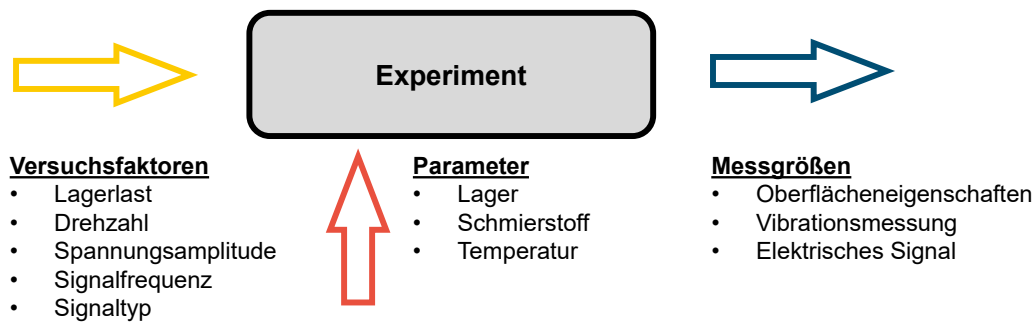 Experiment
Versuchsfaktoren
• Lagerlast
• Drehzahl
• Spannungsamplitude
• Signalfrequenz
• Signaltyp
Parameter
• Lager
• Schmierstoff
• Temperatur
Messgrößen
• Oberflächeneigenschaften
• Vibrationsmessung
• Elektrisches Signal